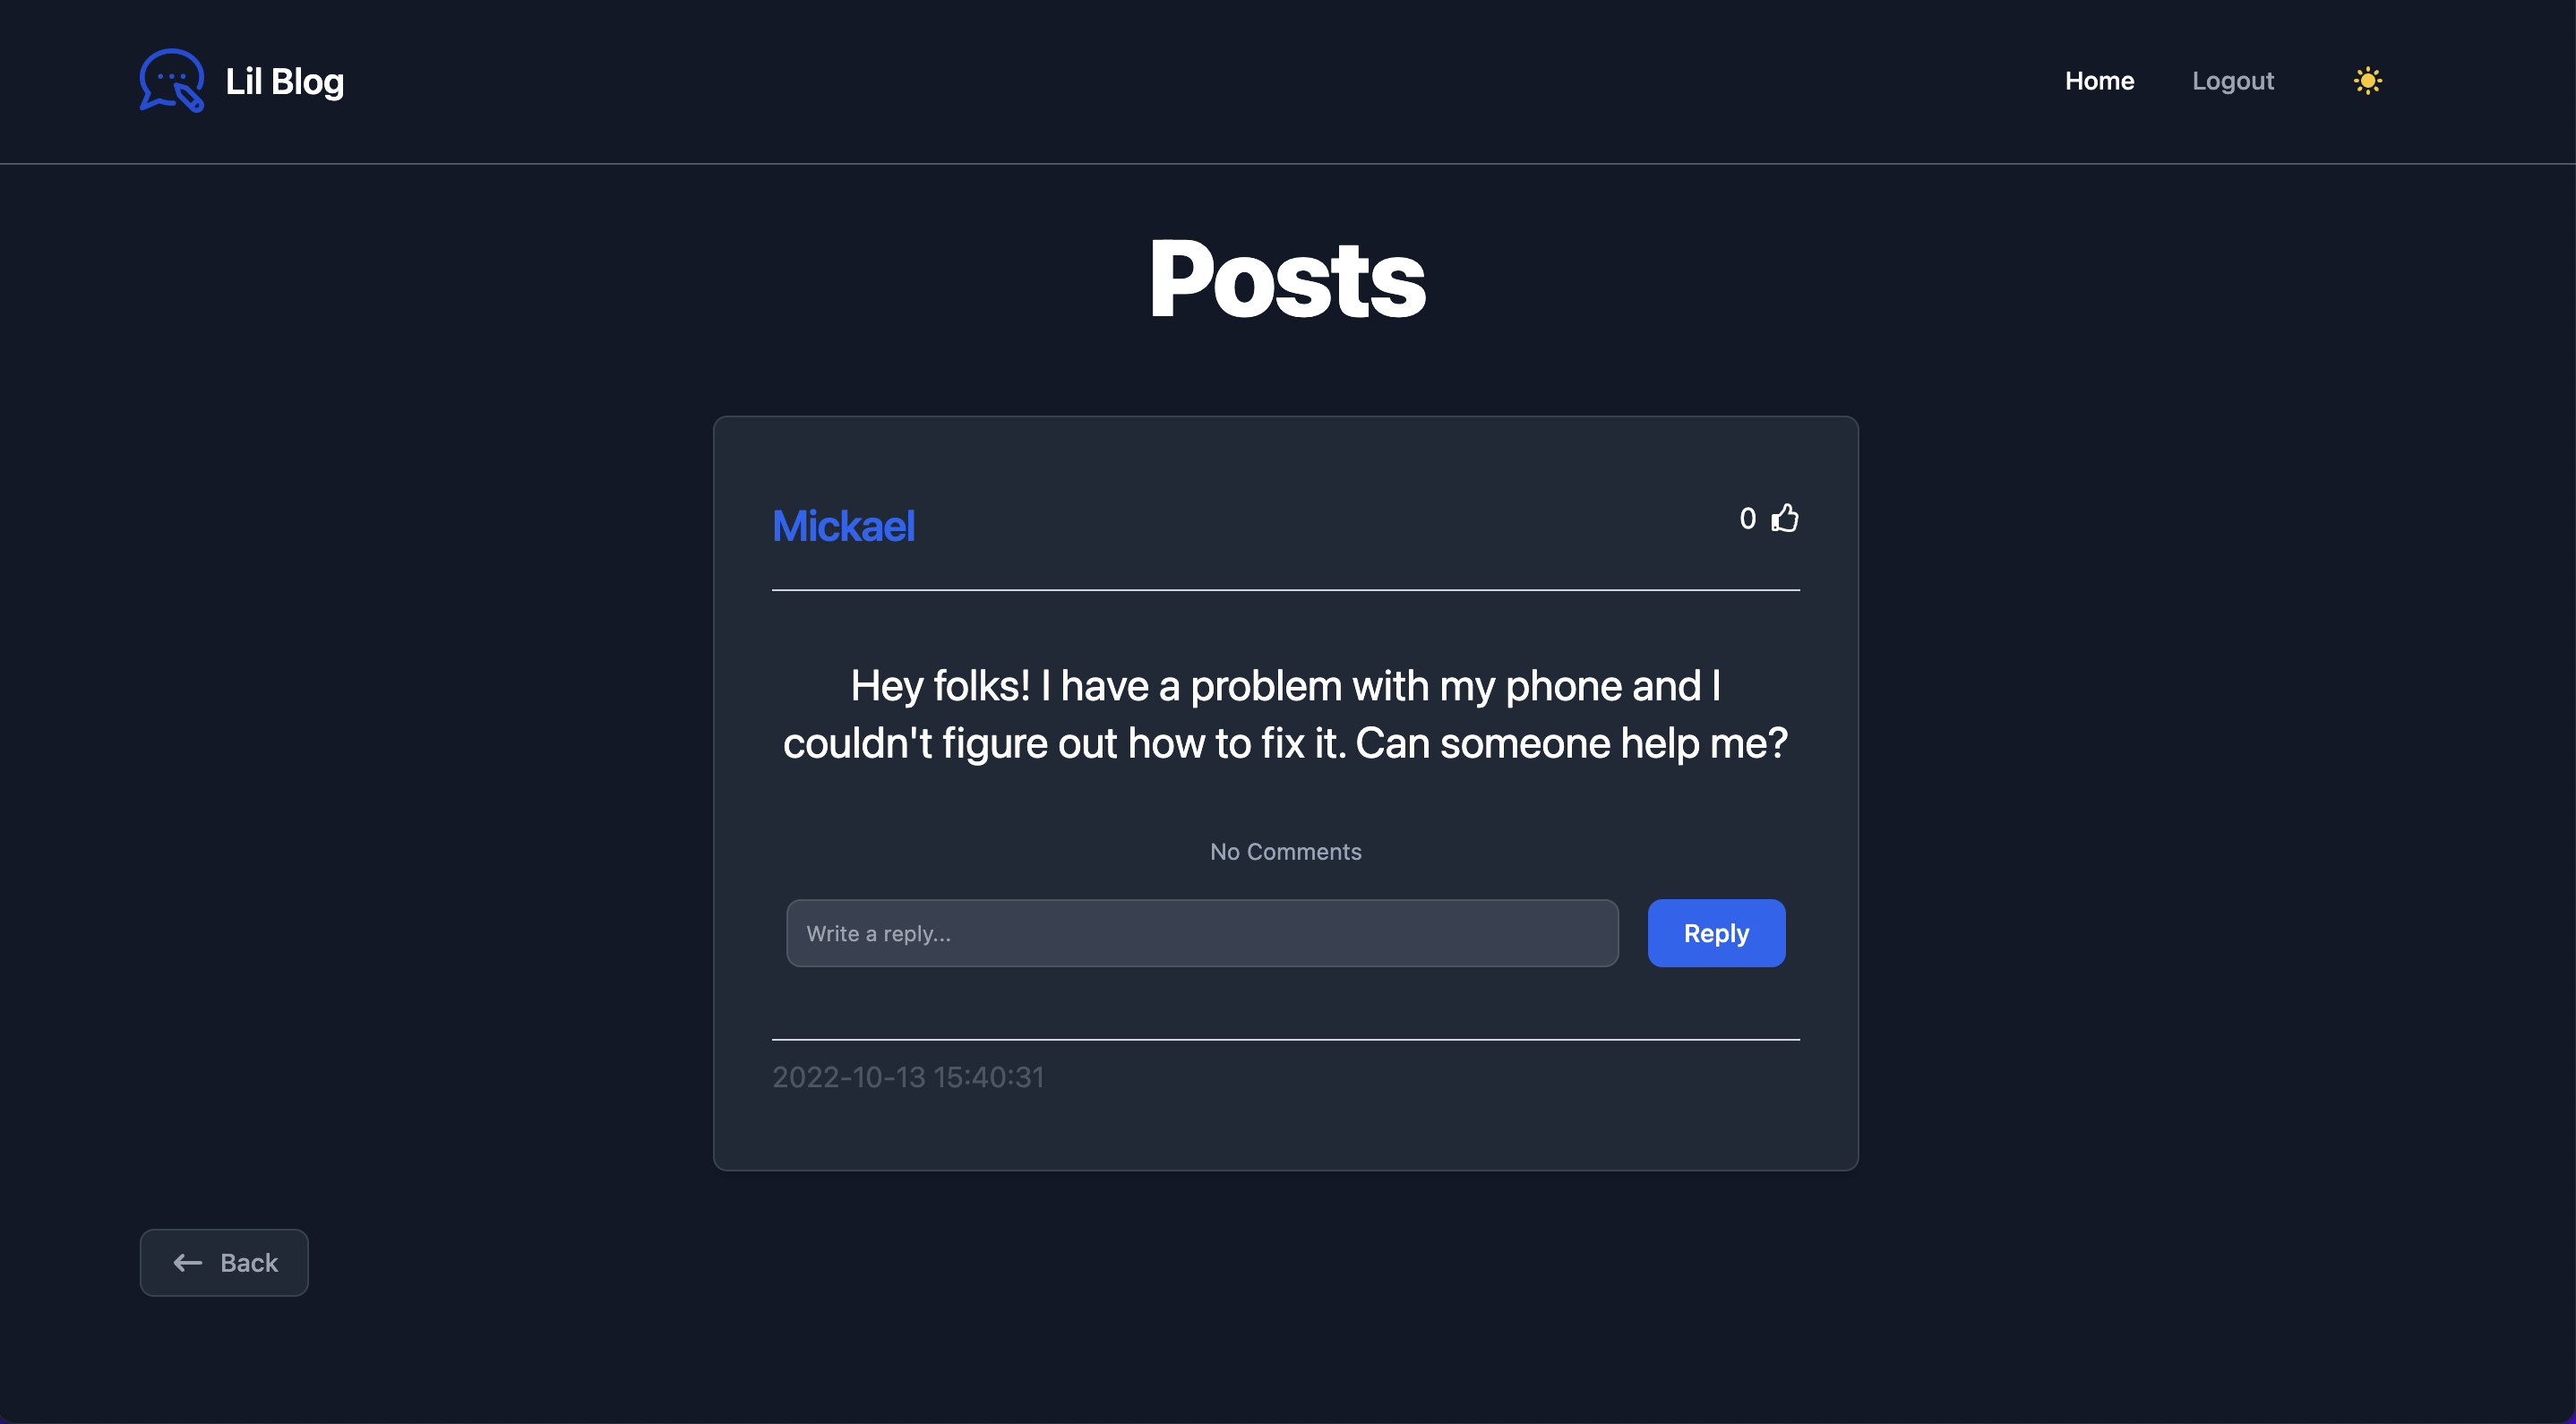 Lil Blog
Home
Logout
Posts
Mickael
0
Hey folks! I have a problem with my phone and I
couldn't figure out how to fix it. Can someone help me?
No Comments
Write a reply...
Reply
2022-10-13 15:40:31
Back